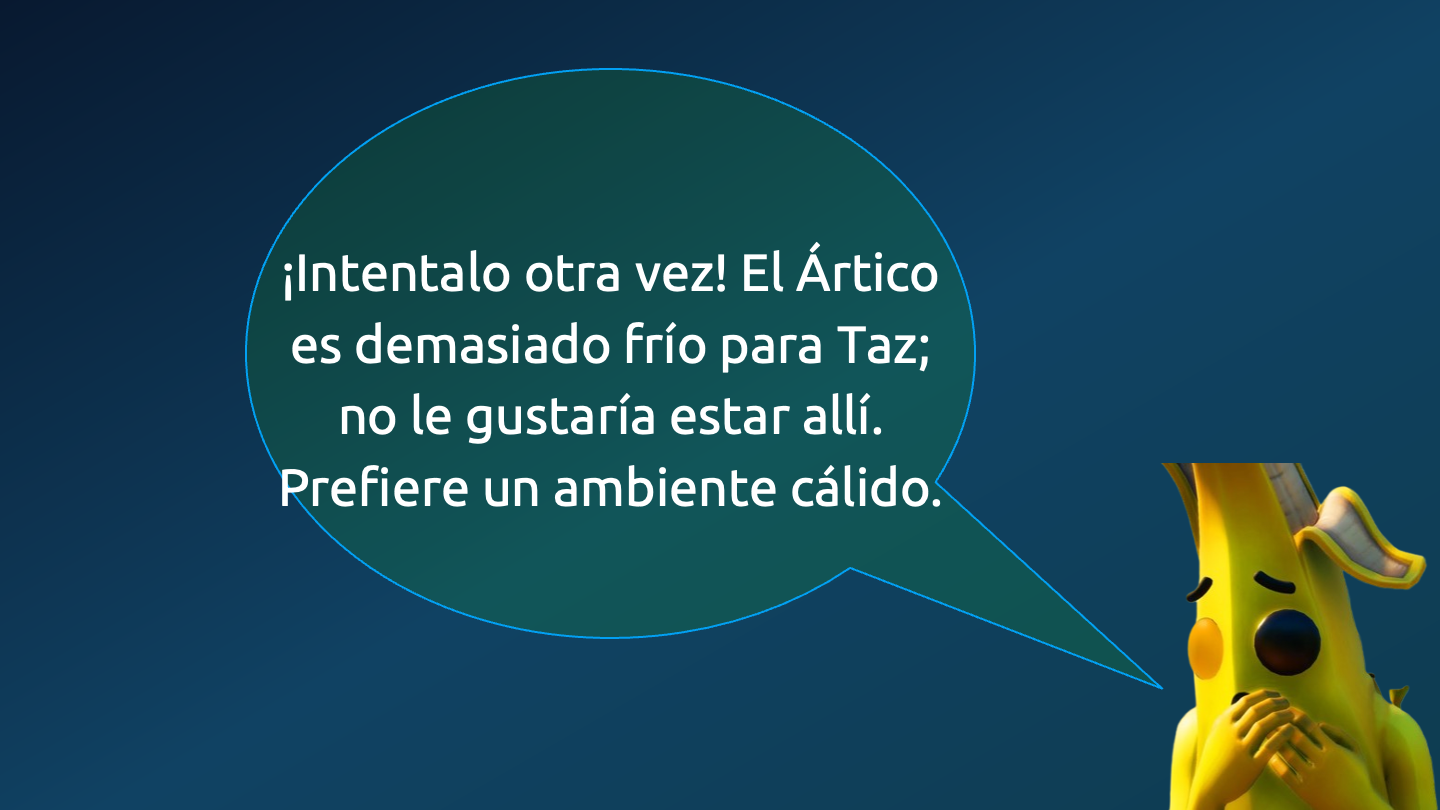 ¡Intentalo otra vez! El Ártico
es demasiado frío para Taz;
no le gustaría estar allí.
Prefiere un ambiente cálido.